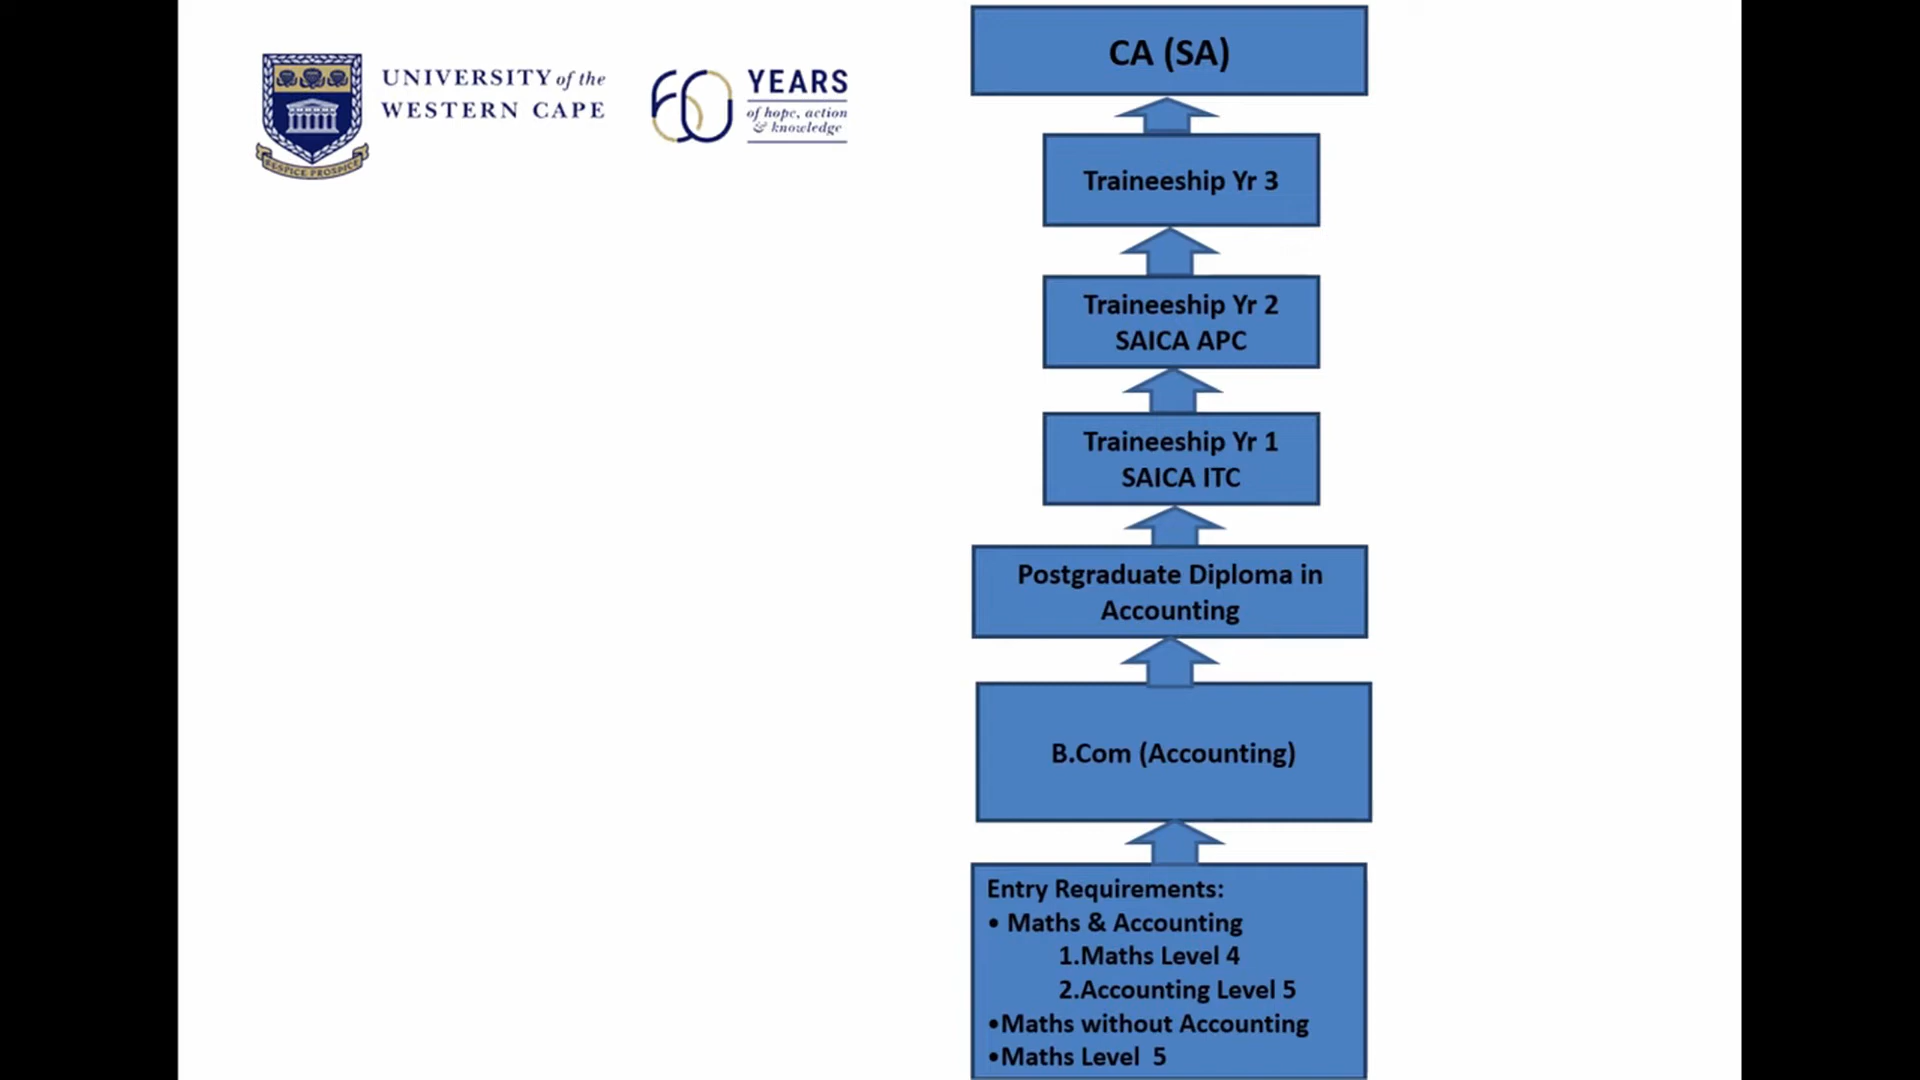 UNIVERSITY of the
WESTERN CAPE
RESPICE PROSPICE
60 YEARS
of hope, action
& knowledge
CA (SA)
Traineeship Yr 3
Traineeship Yr 2
SAICA APC
Traineeship Yr 1
SAICA ITC
Postgraduate Diploma in
Accounting
B.Com (Accounting)
Entry Requirements:
• Maths & Accounting
1.Maths Level 4
2.Accounting Level 5
•Maths without Accounting
•Maths Level 5